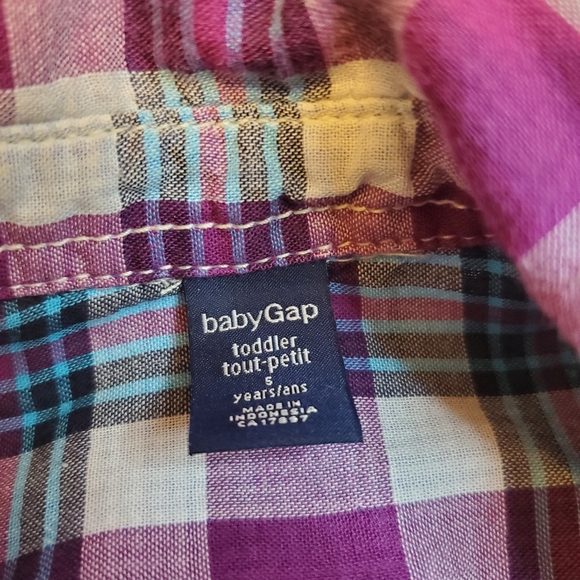 babyGap
toddler
tout-petit
5
years/ans
MADE IN
INDONESIA
CA17897